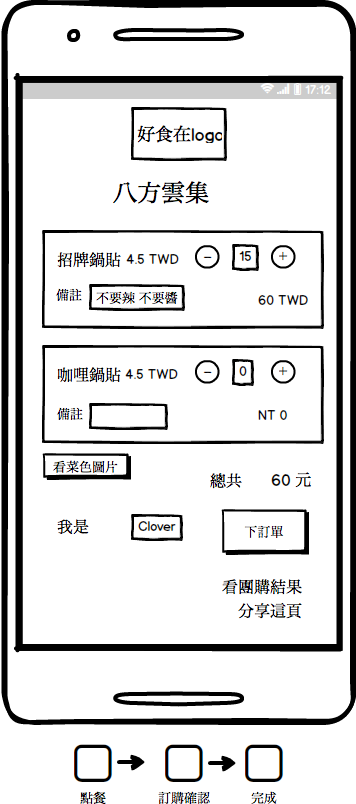 17:12
好食在logo
八方雲集
招牌鍋貼 4.5 TWD − 15 +
備註 不要辣 不要醬 60 TWD
咖哩鍋貼 4.5 TWD − 0 +
備註 NT 0
看菜色圖片
總共 60 元
我是 Clover 下訂單
看團購結果
分享這頁
點餐 訂購確認 完成